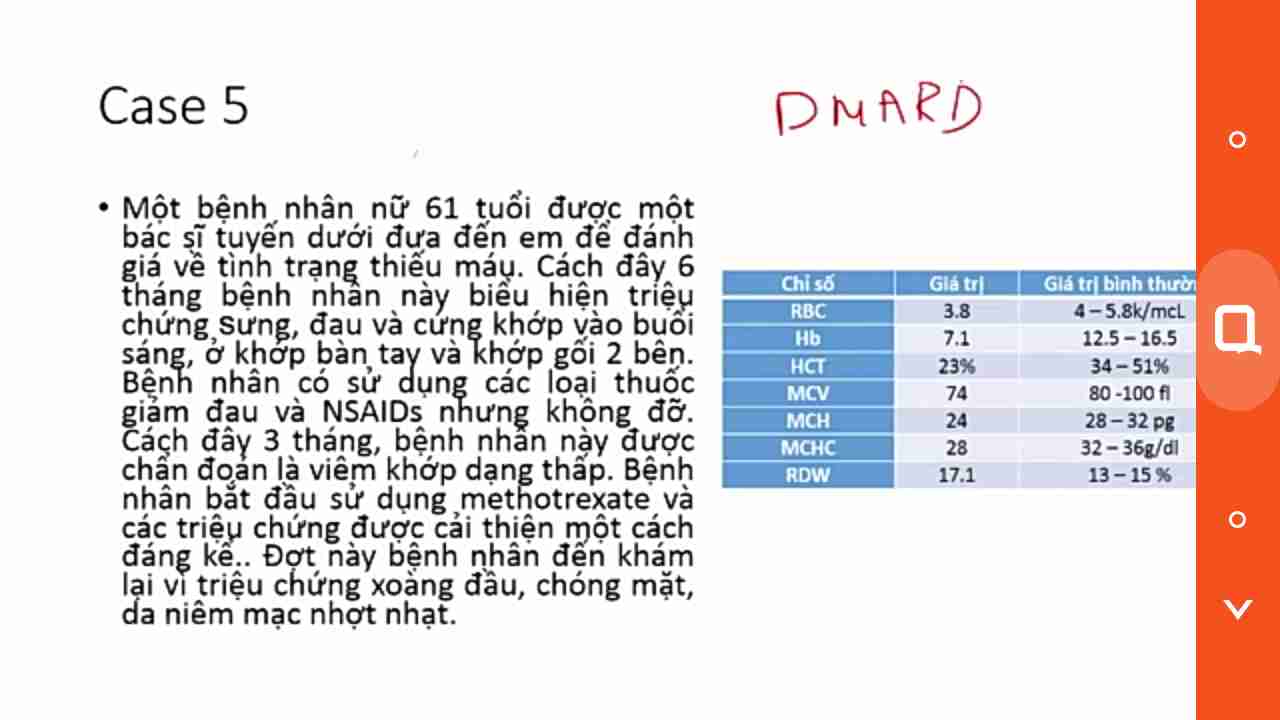 Case 5
DMARD
• Một bệnh nhân nữ 61 tuổi được một
bác sĩ tuyến dưới đưa đến em để đánh
giá về tình trạng thiếu máu. Cách đây 6
tháng bệnh nhân này biểu hiện triệu
chứng sưng, đau và cứng khớp vào buổi
sáng, ở khớp bàn tay và khớp gối 2 bên.
Bệnh nhân có sử dụng các loại thuốc
giảm đau và NSAIDs nhưng không đỡ.
Cách đây 3 tháng, bệnh nhân này được
chẩn đoán là viêm khớp dạng thấp. Bệnh
nhân bắt đầu sử dụng methotrexate và
các triệu chứng được cải thiện một cách
đáng kể.. Đợt này bệnh nhân đến khám
lại vì triệu chứng xoàng đầu, chóng mặt,
da niêm mạc nhợt nhạt.
Chỉ số Giá trị Giá trị bình thườn
RBC 3.8 4 – 5.8k/mcL
Hb 7.1 12.5 – 16.5
HCT 23% 34 – 51%
MCV 74 80 -100 fl
MCH 24 28 – 32 pg
MCHC 28 32 – 36g/dl
RDW 17.1 13 – 15 %